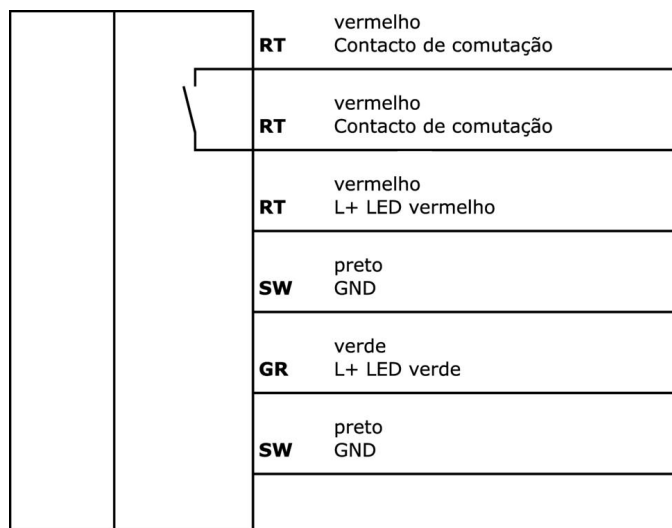 vermelho
RT Contacto de comutação
vermelho
RT Contacto de comutação
vermelho
RT L+ LED vermelho
preto
SW GND
verde
GR L+ LED verde
preto
SW GND